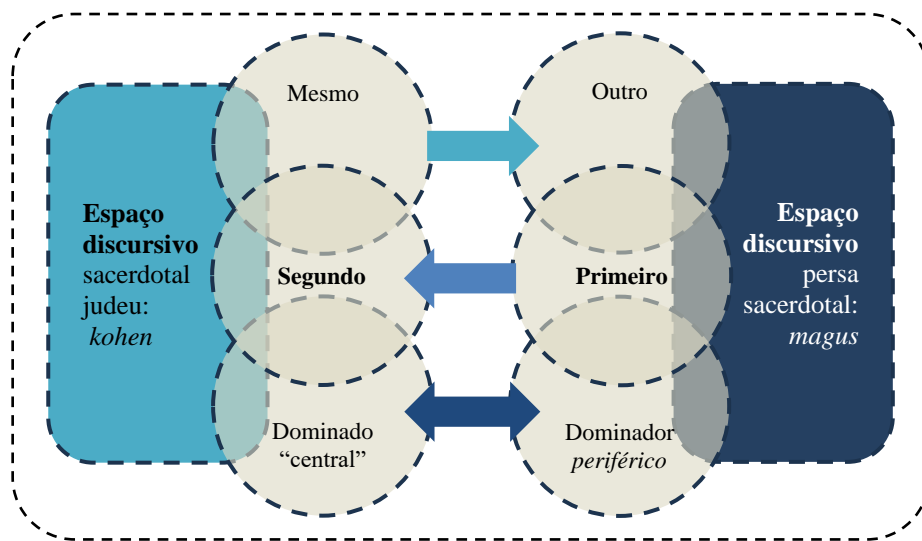 Mesmo
Outro
Espaço
discursivo
sacerdotal
judeu:
kohen
Segundo
Primeiro
Espaço
discursivo
persa
sacerdotal:
magus
Dominado
“central”
Dominador
periférico